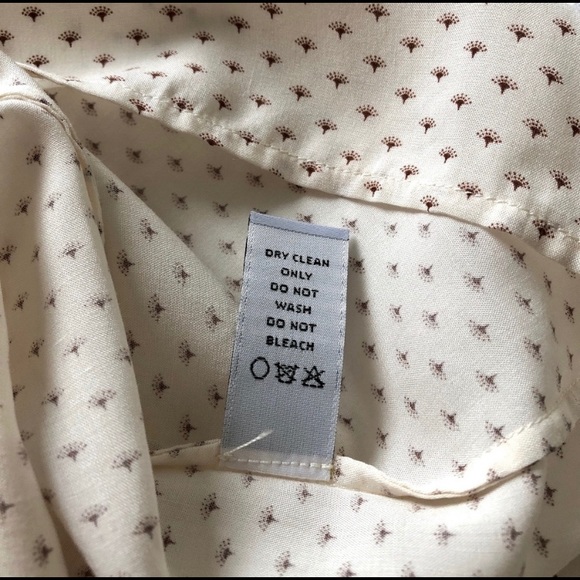 DRY CLEAN
ONLY
DO NOT
WASH
DO NOT
BLEACH